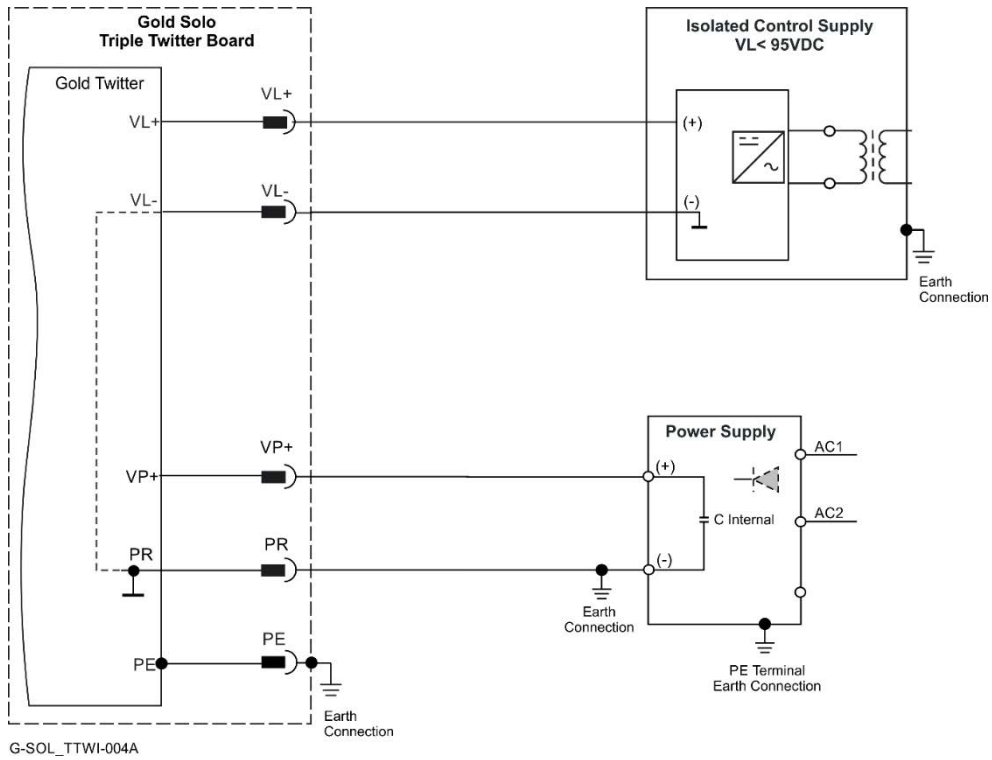 Gold Solo
Triple Twitter Board
Gold Twitter
VL+
VL+
VL-
VL-
VP+
VP+
PR
PR
PE
PE
Earth
Connection
Isolated Control Supply
VL< 95VDC
(+)
(-)
~
Earth
Connection
Power Supply
(+)
C Internal
(-)
AC1
AC2
Earth
Connection
PE Terminal
Earth Connection
G-SOL_TTWI-004A